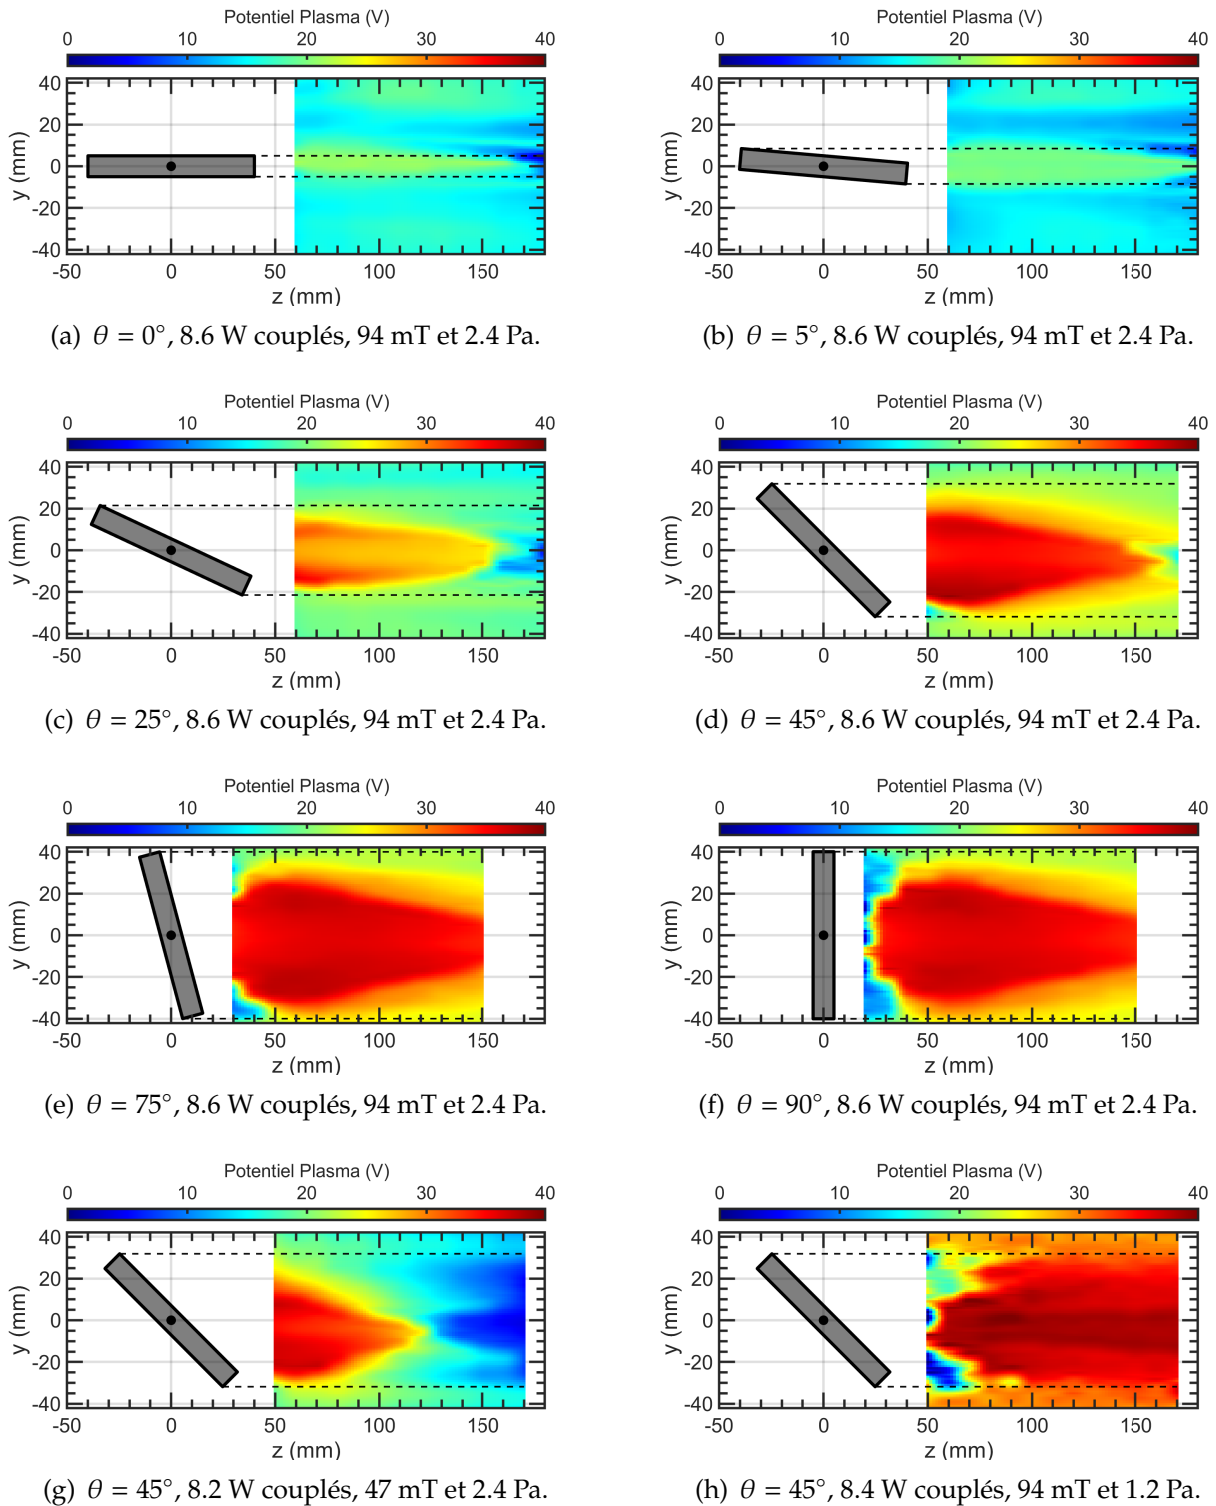 Potentiel Plasma (V)
0 10 20 30 40
y (mm)
40
20
0
-20
-40
-50 0 50 100 150
z (mm)
(a) θ = 0°, 8.6 W couplés, 94 mT et 2.4 Pa.
Potentiel Plasma (V)
0 10 20 30 40
y (mm)
40
20
0
-20
-40
-50 0 50 100 150
z (mm)
(b) θ = 5°, 8.6 W couplés, 94 mT et 2.4 Pa.
Potentiel Plasma (V)
0 10 20 30 40
y (mm)
40
20
0
-20
-40
-50 0 50 100 150
z (mm)
(c) θ = 25°, 8.6 W couplés, 94 mT et 2.4 Pa.
Potentiel Plasma (V)
0 10 20 30 40
y (mm)
40
20
0
-20
-40
-50 0 50 100 150
z (mm)
(d) θ = 45°, 8.6 W couplés, 94 mT et 2.4 Pa.
Potentiel Plasma (V)
0 10 20 30 40
y (mm)
40
20
0
-20
-40
-50 0 50 100 150
z (mm)
(e) θ = 75°, 8.6 W couplés, 94 mT et 2.4 Pa.
Potentiel Plasma (V)
0 10 20 30 40
y (mm)
40
20
0
-20
-40
-50 0 50 100 150
z (mm)
(f) θ = 90°, 8.6 W couplés, 94 mT et 2.4 Pa.
Potentiel Plasma (V)
0 10 20 30 40
y (mm)
40
20
0
-20
-40
-50 0 50 100 150
z (mm)
(g) θ = 45°, 8.2 W couplés, 47 mT et 2.4 Pa.
Potentiel Plasma (V)
0 10 20 30 40
y (mm)
40
20
0
-20
-40
-50 0 50 100 150
z (mm)
(h) θ = 45°, 8.4 W couplés, 94 mT et 1.2 Pa.